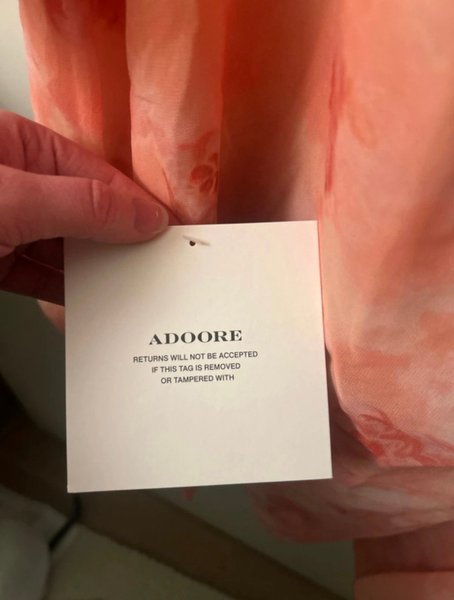 ADOORE
RETURNS WILL NOT BE ACCEPTED
IF THIS TAG IS REMOVED
OR TAMPERED WITH